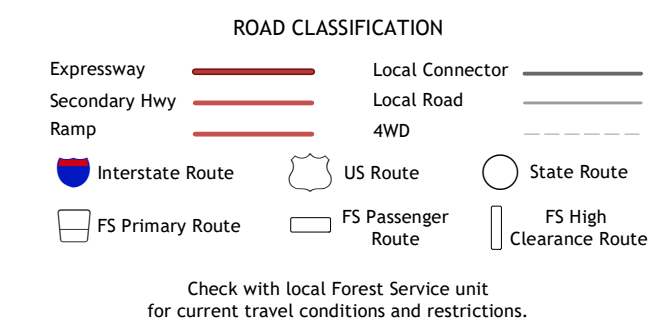 ROAD CLASSIFICATION
Expressway
Local Connector
Secondary Hwy
Local Road
Ramp
4WD
Interstate Route
US Route
State Route
FS Primary Route
FS Passenger
Route
FS High
Clearance Route
Check with local Forest Service unit
for current travel conditions and restrictions.